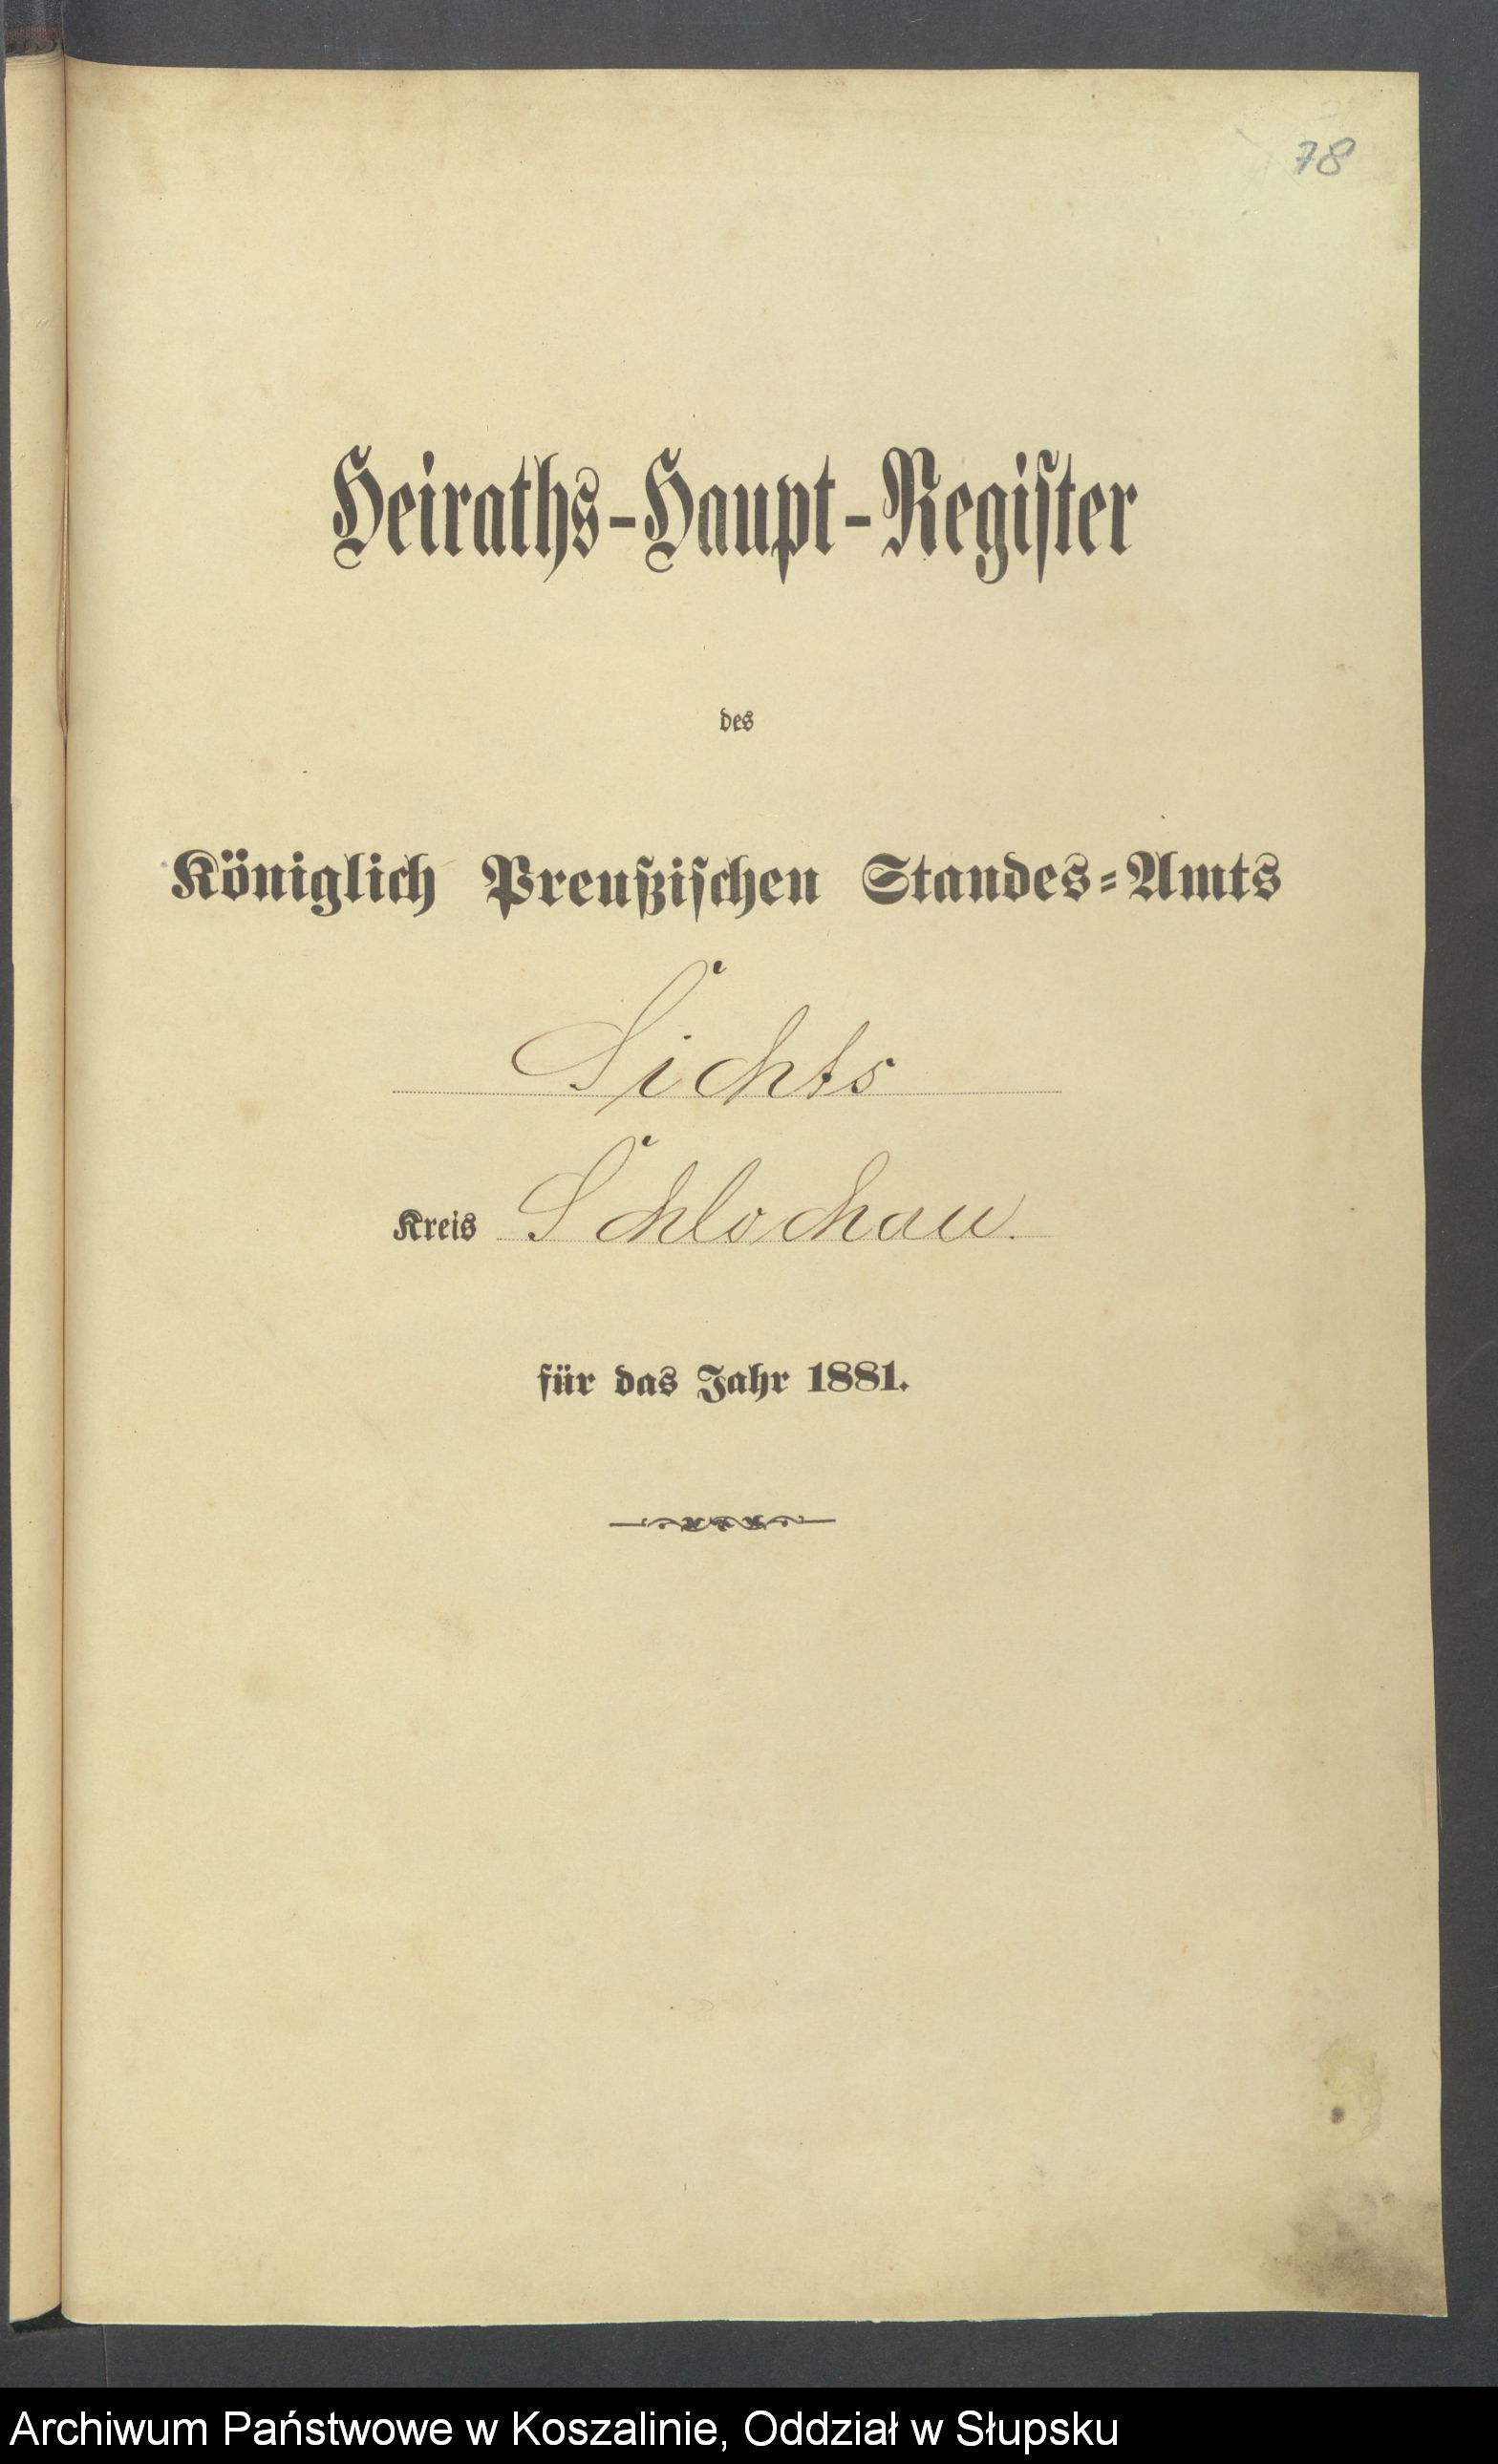 78
Heiraths-Haupt-Register
des
Königlich Preußischen Standes-Amts
Sichts
Kreis Schlochau.
für das Jahr 1881.
Archiwum Państwowe w Koszalinie, Oddział w Słupsku